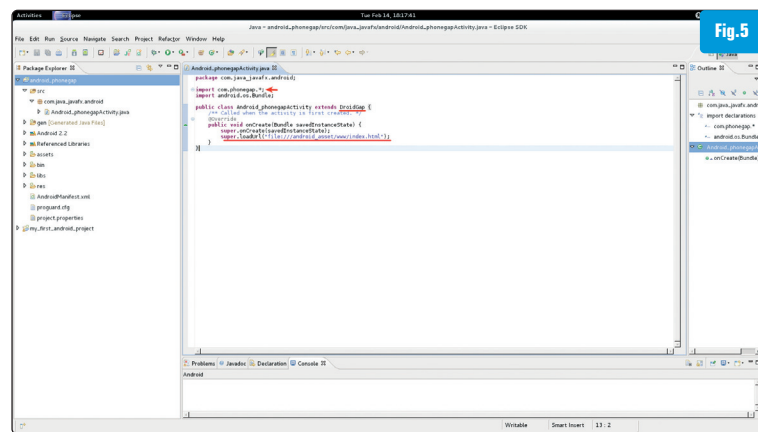 Activities eclipse Tue Feb 14, 18:17:41
Fig.5
Java - android_phonegap/src/com/java_javafx/android/Android_phonegapActivity.java - Eclipse SDK
File Edit Run Source Navigate Search Project Refactor Window Help
Java
Package Explorer
android_phonegap
src
com.java_javafx.android
Android_phonegapActivity.java
gen [Generated Java Files]
Android 2.2
Referenced Libraries
assets
bin
libs
res
AndroidManifest.xml
proguard.cfg
project.properties
my_first_android_project
Android_phonegapActivity.java
package com.java_javafx.android;
import com.phonegap.*;
import android.os.Bundle;
public class Android_phonegapActivity extends DroidGap {
/** Called when the activity is first created. */
@Override
public void onCreate(Bundle savedInstanceState) {
super.onCreate(savedInstanceState);
super.loadUrl("file:///android_asset/www/index.html");
}
}
Outline
com.java_javafx.andr
import declarations
com.phonegap.*
android.os.Bundle
Android_phonegapA
onCreate(Bundle)
Problems Javadoc Declaration Console
Android
Writable Smart Insert 13 : 2